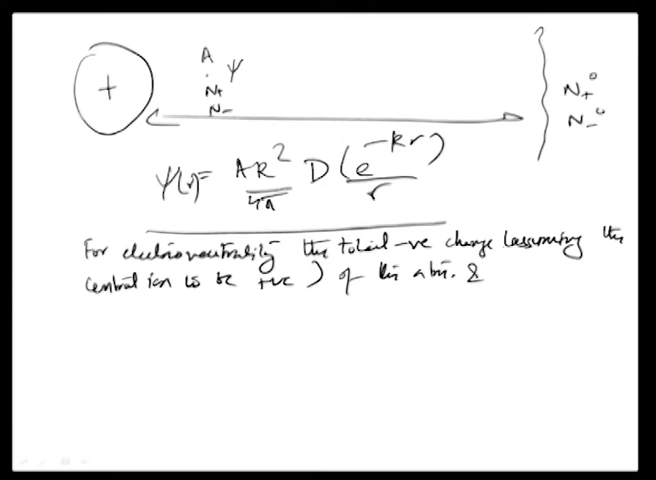 +
A
ψ
N+
N-
N+°
N-°
ψ(r)= AR²/4π D (e^-kr/r)
For electroneutrality the total -ve charge (assuming the
central ion to be +ve) of the atm. &